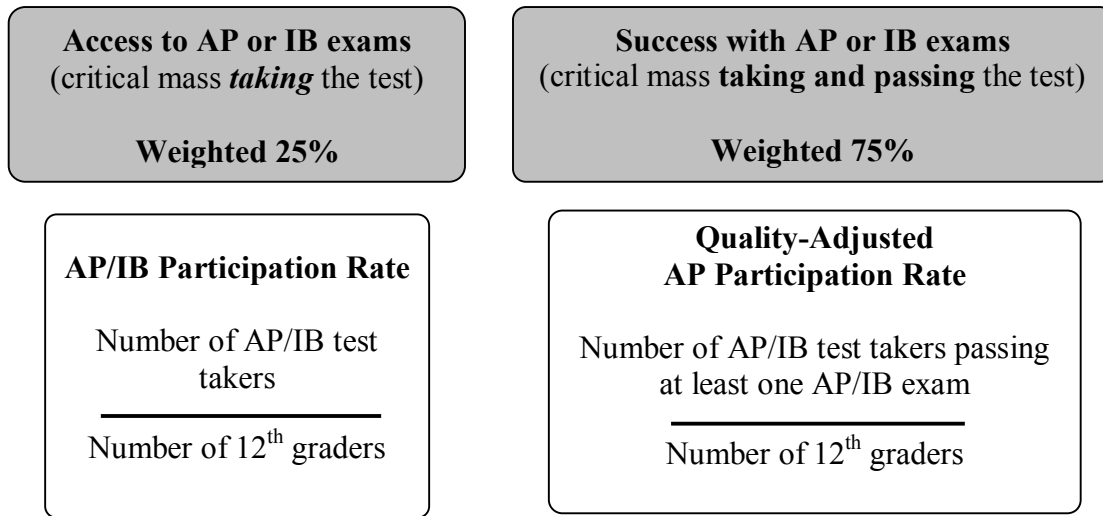 Access to AP or IB exams
(critical mass taking the test)
Weighted 25%
Success with AP or IB exams
(critical mass taking and passing the test)
Weighted 75%
AP/IB Participation Rate
Number of AP/IB test
takers
Number of 12th graders
Quality-Adjusted
AP Participation Rate
Number of AP/IB test takers passing
at least one AP/IB exam
Number of 12th graders